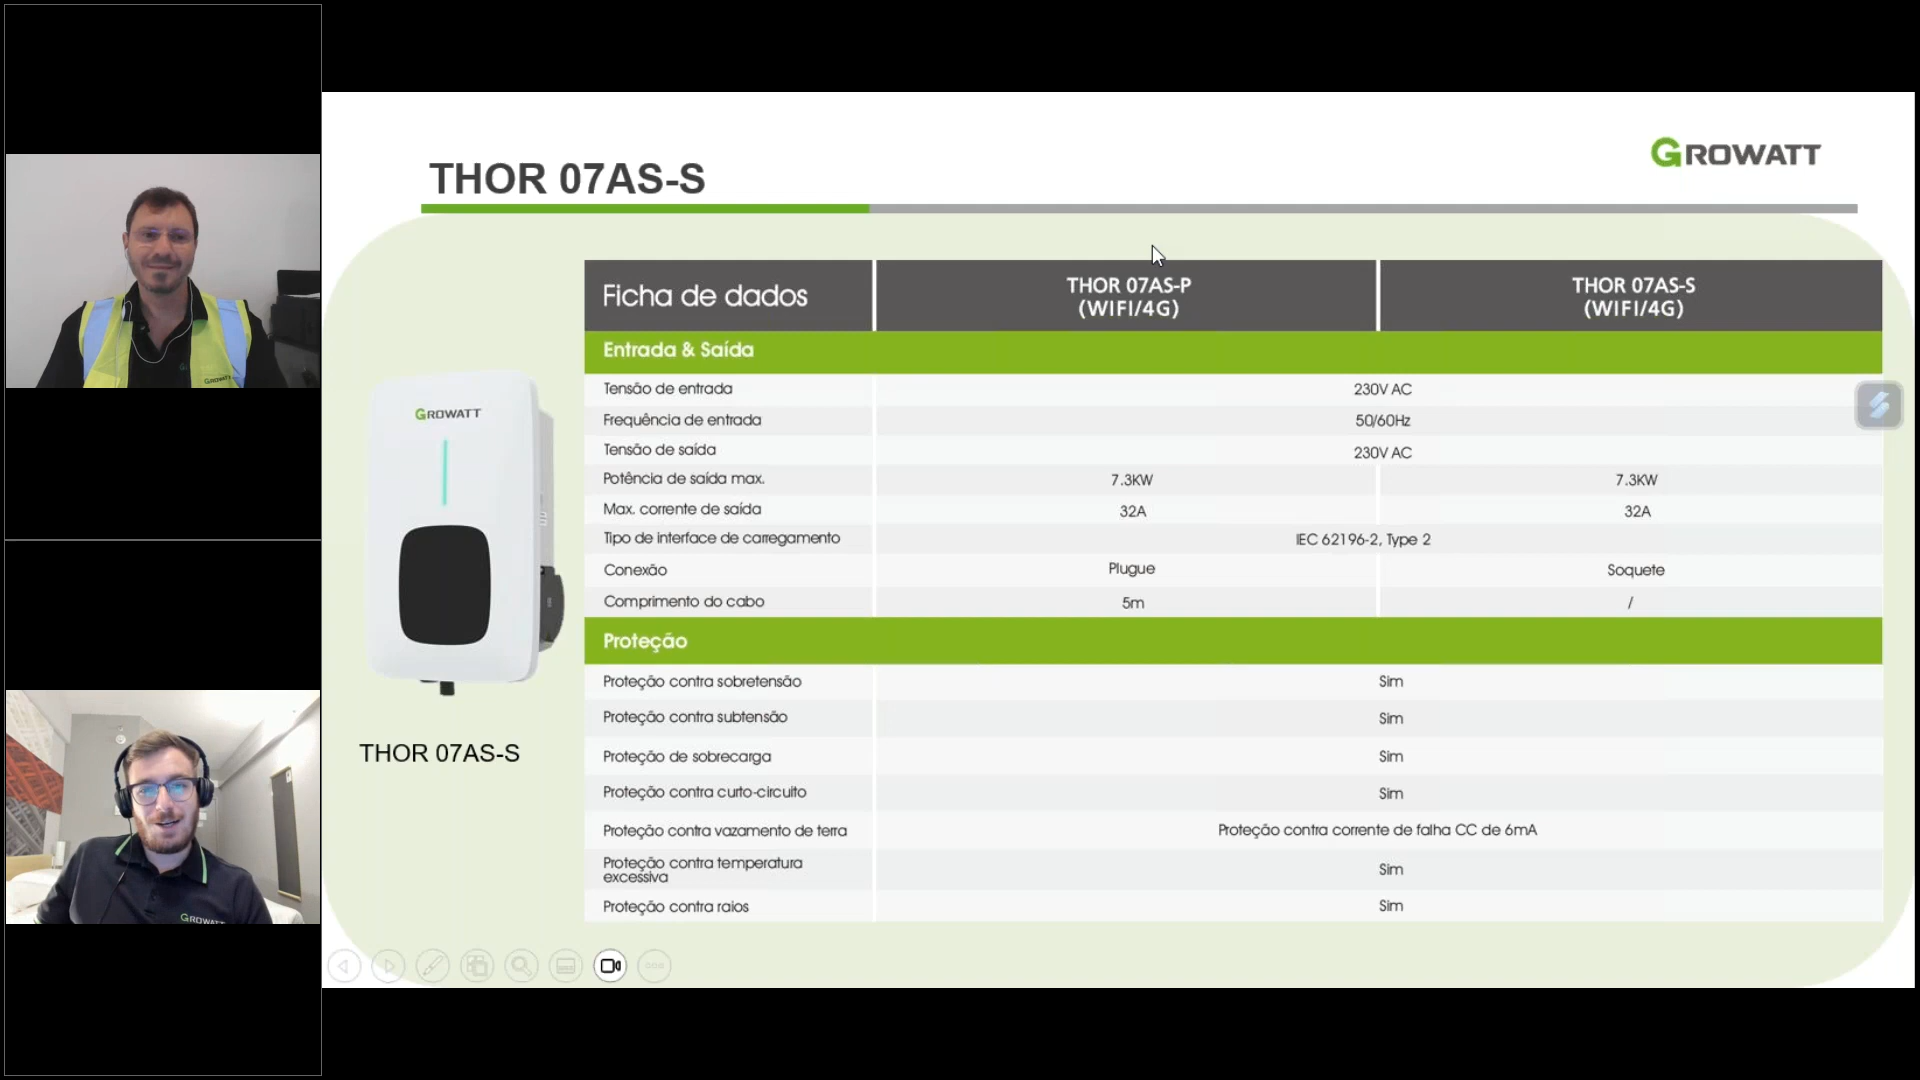 THOR 07AS-S
GROWATT
Ficha de dados
THOR 07AS-P
(WIFI/4G)
THOR 07AS-S
(WIFI/4G)
Entrada & Saída
Tensão de entrada
230V AC
Frequência de entrada
50/60Hz
Tensão de saída
230V AC
Potência de saída max.
7.3KW
7.3KW
Max. corrente de saída
32A
32A
Tipo de interface de carregamento
IEC 62196-2, Type 2
Conexão
Plugue
Soquete
Comprimento do cabo
5m
/
Proteção
Proteção contra sobretensão
Sim
Proteção contra subtensão
Sim
Proteção de sobrecarga
Sim
Proteção contra curto-circuito
Sim
Proteção contra vazamento de terra
Proteção contra corrente de falha CC de 6mA
Proteção contra temperatura
excessiva
Sim
Proteção contra raios
Sim
GROWATT
THOR 07AS-S
GROWATT
GROWATT